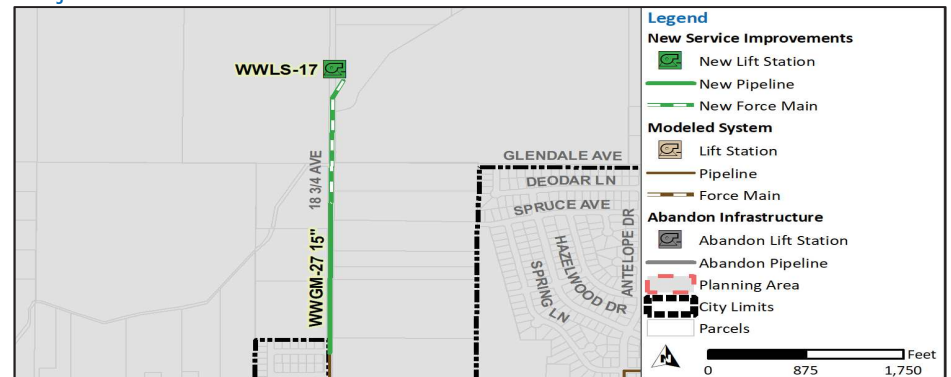 Legend
New Service Improvements
New Lift Station
New Pipeline
New Force Main
Modeled System
Lift Station
Pipeline
Force Main
Abandon Infrastructure
Abandon Lift Station
Abandon Pipeline
Planning Area
City Limits
Parcels
N
Feet
0 875 1,750
WWLS-17
18 3/4 AVE
WWGM-27 15"
GLENDALE AVE
DEODAR LN
SPRUCE AVE
HAZELWOOD DR
SPRING LN
ANTELOPE DR